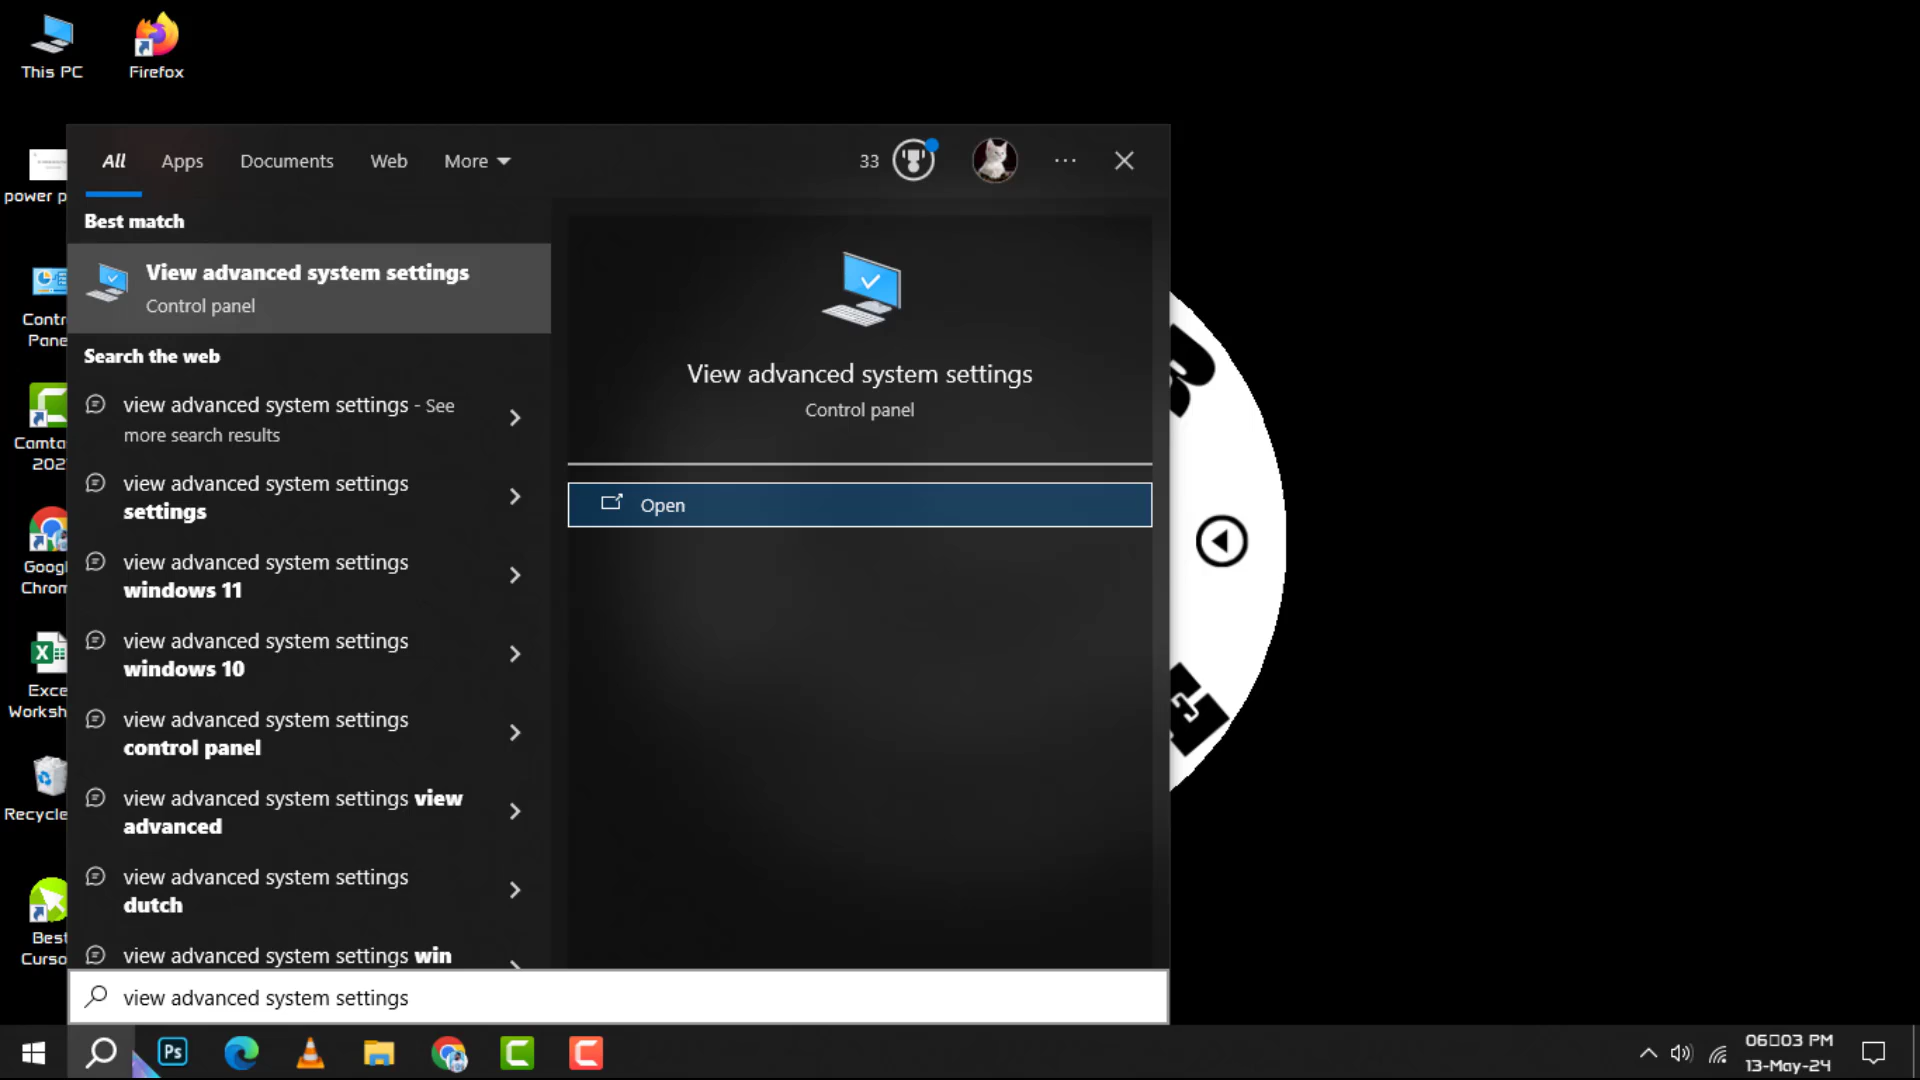 This PC
Firefox
power p
Contr
Pane
Camta
202
Goog
Chrom
Exce
Worksh
Recycle
Best
Curso
All
Apps
Documents
Web
More
33
Best match
View advanced system settings
Control panel
Search the web
view advanced system settings - See
more search results
view advanced system settings
settings
view advanced system settings
windows 11
view advanced system settings
windows 10
view advanced system settings
control panel
view advanced system settings view
advanced
view advanced system settings
dutch
view advanced system settings win
View advanced system settings
Control panel
Open
view advanced system settings
Ps
06:03 PM
13-May-24